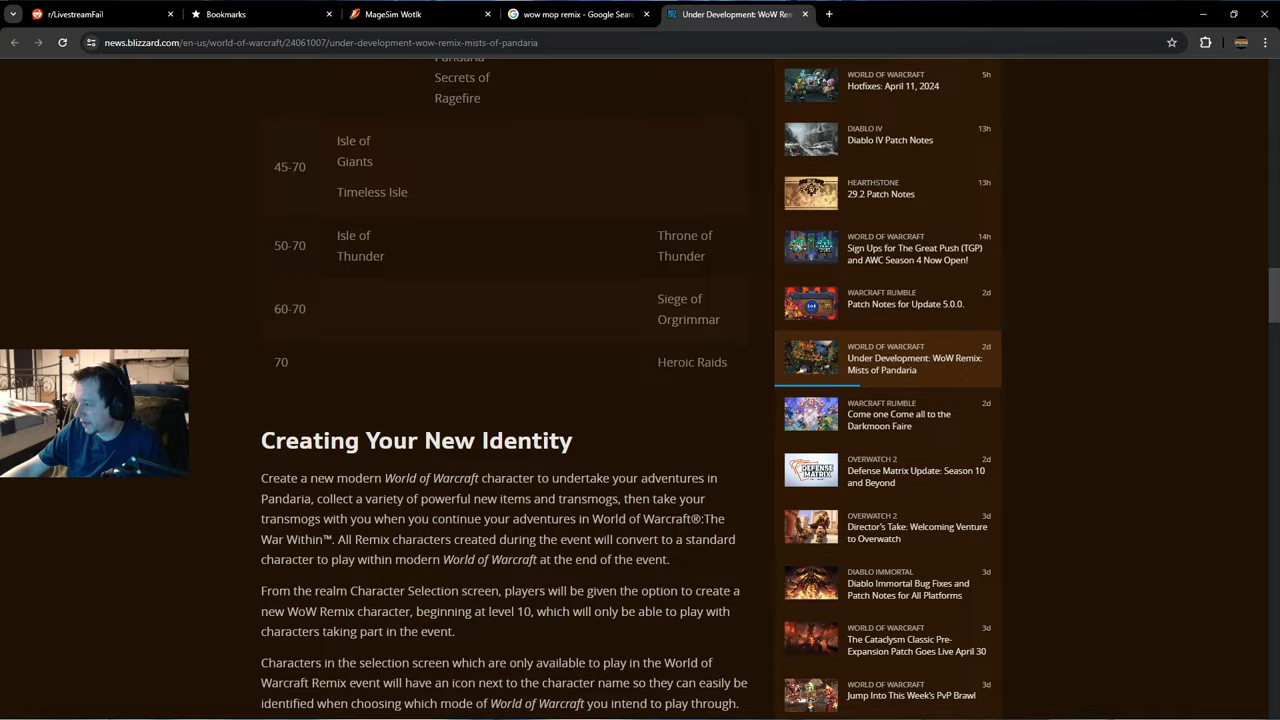 r/LivestreamFail
Bookmarks
MageSim Wotlk
wow mop remix - Google Sear
Under Development: WoW Rem
news.blizzard.com/en-us/world-of-warcraft/24061007/under-development-wow-remix-mists-of-pandaria
Pandaria
Secrets of
Ragefire
45-70
Isle of
Giants
Timeless Isle
50-70
Isle of
Thunder
Throne of
Thunder
60-70
Siege of
Orgrimmar
70
Heroic Raids
Creating Your New Identity
Create a new modern World of Warcraft character to undertake your adventures in
Pandaria, collect a variety of powerful new items and transmogs, then take your
transmogs with you when you continue your adventures in World of Warcraft®:The
War Within™. All Remix characters created during the event will convert to a standard
character to play within modern World of Warcraft at the end of the event.
From the realm Character Selection screen, players will be given the option to create a
new WoW Remix character, beginning at level 10, which will only be able to play with
characters taking part in the event.
Characters in the selection screen which are only available to play in the World of
Warcraft Remix event will have an icon next to the character name so they can easily be
identified when choosing which mode of World of Warcraft you intend to play through.
WORLD OF WARCRAFT 5h
Hotfixes: April 11, 2024
DIABLO IV 13h
Diablo IV Patch Notes
HEARTHSTONE 13h
29.2 Patch Notes
WORLD OF WARCRAFT 14h
Sign Ups for The Great Push (TGP)
and AWC Season 4 Now Open!
WARCRAFT RUMBLE 2d
Patch Notes for Update 5.0.0.
WORLD OF WARCRAFT 2d
Under Development: WoW Remix:
Mists of Pandaria
WARCRAFT RUMBLE 2d
Come one Come all to the
Darkmoon Faire
OVERWATCH 2 2d
Defense Matrix Update: Season 10
and Beyond
OVERWATCH 2 3d
Director's Take: Welcoming Venture
to Overwatch
DIABLO IMMORTAL 3d
Diablo Immortal Bug Fixes and
Patch Notes for All Platforms
WORLD OF WARCRAFT 3d
The Cataclysm Classic Pre-
Expansion Patch Goes Live April 30
WORLD OF WARCRAFT 3d
Jump Into This Week's PvP Brawl